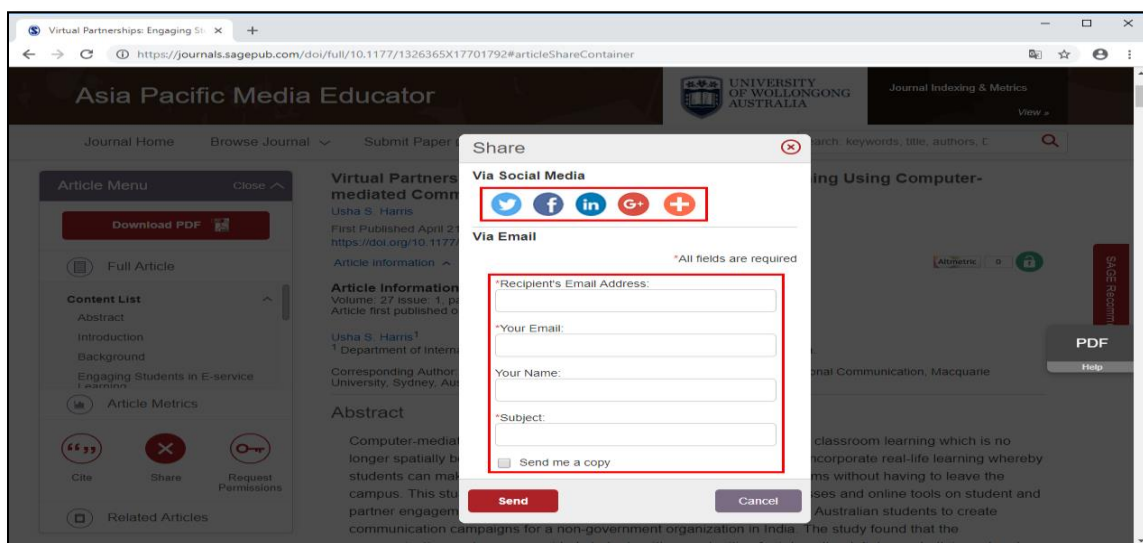 Virtual Partnerships: Engaging St
https://journals.sagepub.com/doi/full/10.1177/1326365X17701792#articleShareContainer
Asia Pacific Media Educator
UNIVERSITY
OF WOLLONGONG
AUSTRALIA
Journal Indexing & Metrics
View »
Journal Home
Browse Journal
Submit Paper
earch: keywords, title, authors,
Article Menu
Close
Download PDF
Full Article
Content List
Abstract
Introduction
Background
Engaging Students in E-service
Learning
Article Metrics
Cite
Share
Request
Permissions
Related Articles
Virtual Partners
ing Using Computer-
mediated Comm
Usha S. Harris
First Published April 21
https://doi.org/10.1177/
Article information
Altmetric 0
Article Information
Volume: 27 issue: 1, pa
Article first published o
Usha S. Harris1
1 Department of Interna
Corresponding Author
onal Communication, Macquarie
University, Sydney, Aus
Abstract
Computer-mediat
classroom learning which is no
longer spatially b
ncorporate real-life learning whereby
students can mak
ms without having to leave the
campus. This stu
ses and online tools on student and
partner engagem
Australian students to create
communication campaigns for a non-government organization in India. The study found that the
Share
Via Social Media
f
in
G+
Via Email
*All fields are required
*Recipient's Email Address:
*Your Email:
Your Name:
*Subject:
Send me a copy
Send
Cancel
SAGE Recomm
PDF
Help